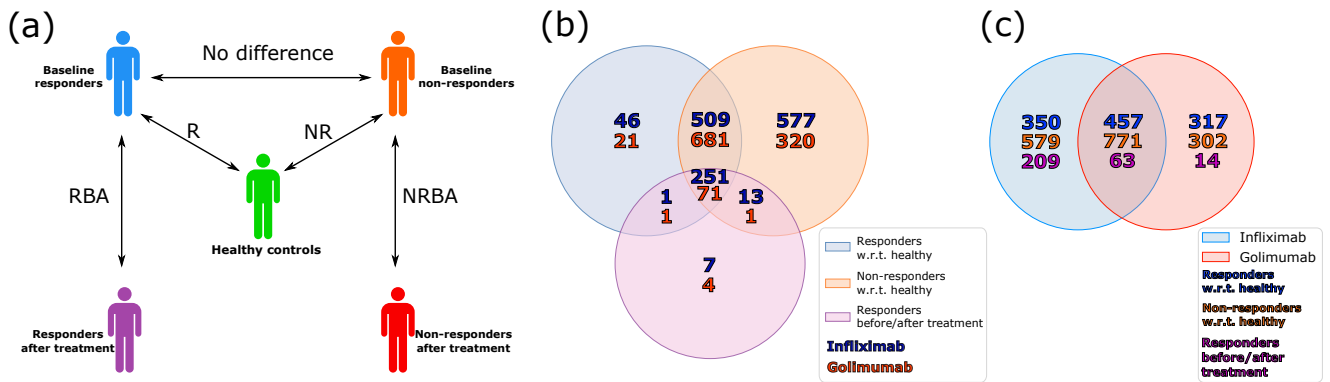 (a)
No difference
Baseline
responders
Baseline
non-responders
R
NR
RBA
NRBA
Healthy controls
Responders
after treatment
Non-responders
after treatment
(b)
46
21
509
681
577
320
251
71
1
1
13
1
7
4
Responders
w.r.t. healthy
Non-responders
w.r.t. healthy
Responders
before/after treatment
Infliximab
Golimumab
(c)
350
579
209
457
771
63
317
302
14
Infliximab
Golimumab
Responders
w.r.t. healthy
Non-responders
w.r.t. healthy
Responders
before/after
treatment